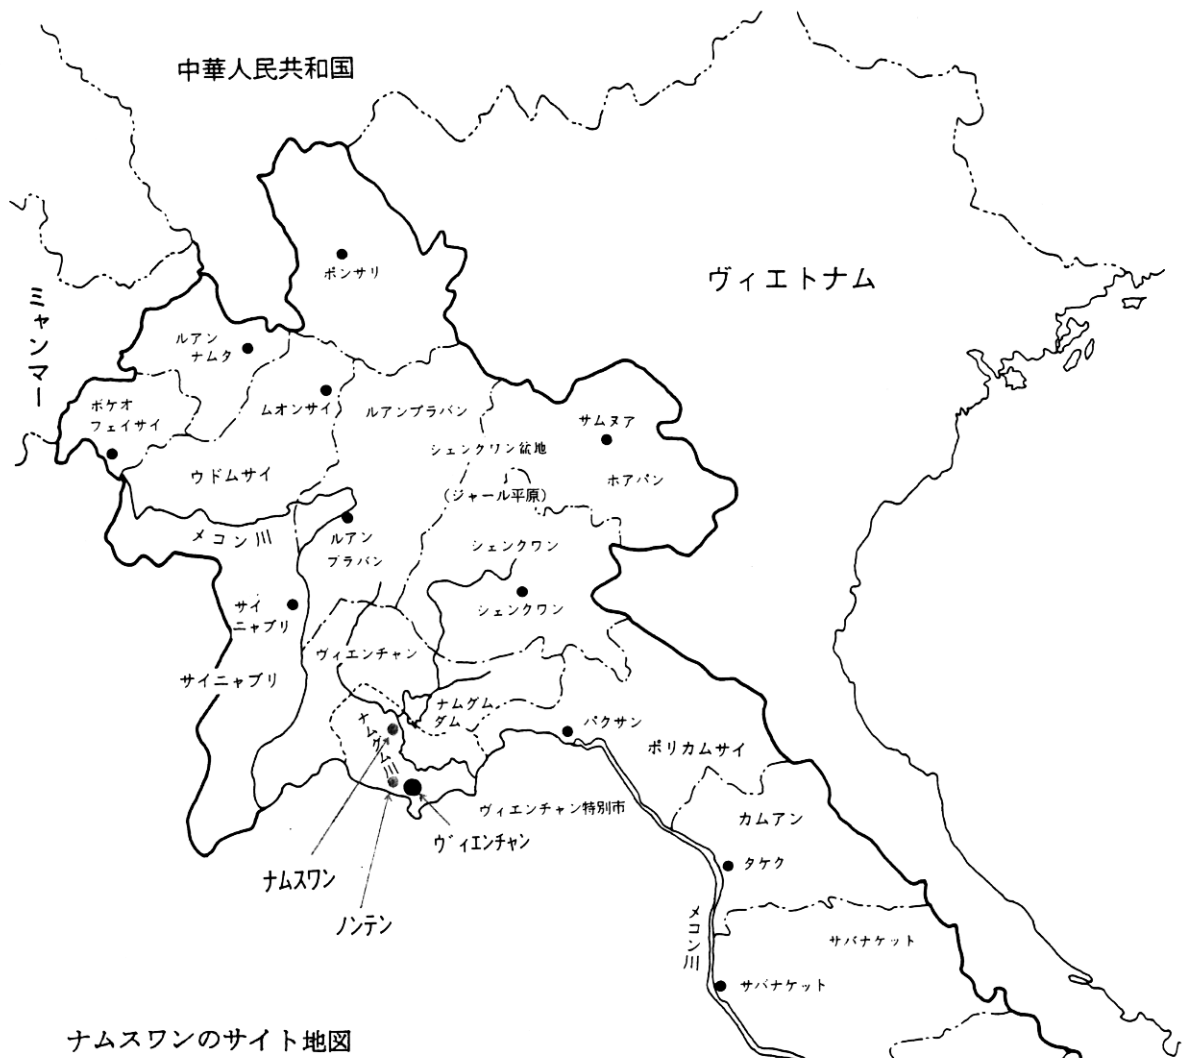 中華人民共和国
ヴィエトナム
ミャンマー
ポンサリ
ルアン
ナムタ
ボケオ
フェイサイ
ムオンサイ
ルアンプラバン
サムヌア
シェンクワン盆地
(ジャール平原)
ウドムサイ
ホアパン
メコン川
ルアン
プラバン
シェンクワン
シェンクワン
サイ
ニャブリ
ヴィエンチャン
サイニャブリ
ナムグム
ダム
ナムグム川
パクサン
ボリカムサイ
ヴィエンチャン特別市
カムアン
ヴィエンチャン
タケク
ナムスワン
ノンテン
メコン川
サバナケット
サバナケット
ナムスワンのサイト地図